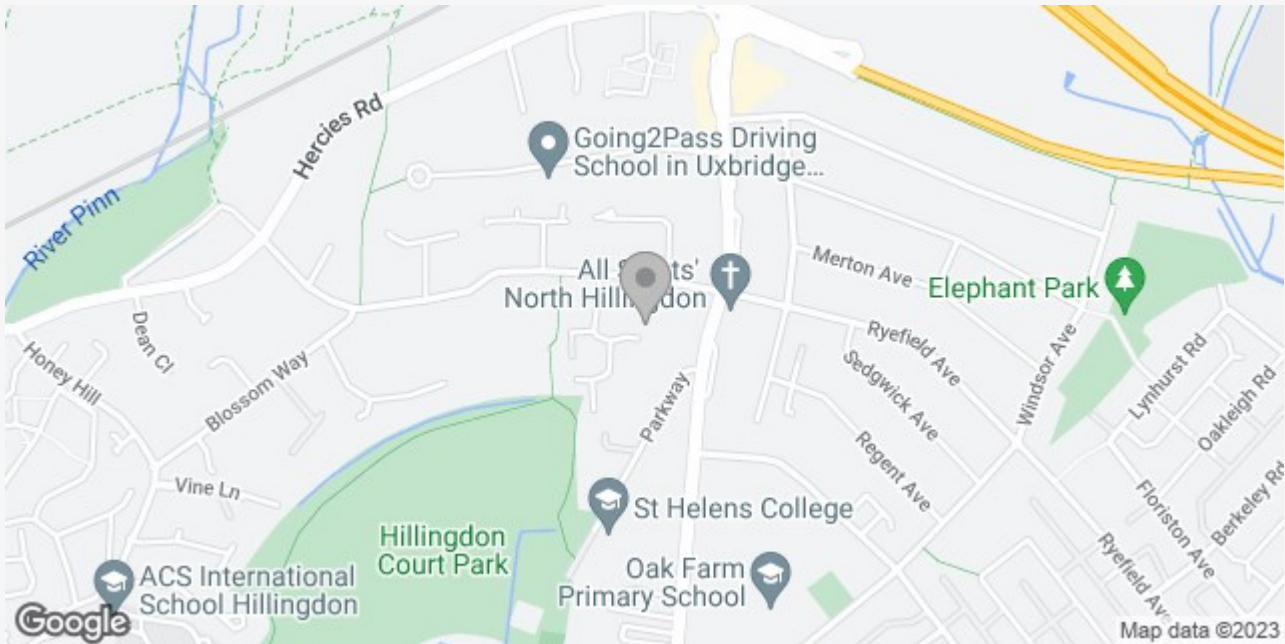 Hercies Rd
River Pinn
Going2Pass Driving
School in Uxbridge...
All S ts'
North Hillingdon
Merton Ave
Elephant Park
Dean Cl
Honey Hill
Blossom Way
Ryefield Ave
Sedgwick Ave
Windsor Ave
Lynhurst Rd
Oakleigh Rd
Parkway
Regent Ave
Vine Ln
St Helens College
Floriston Ave
Berkeley Rd
Hillingdon
Court Park
Oak Farm
Primary School
Ryefield Ave
ACS International
School Hillingdon
Google
Map data ©2023